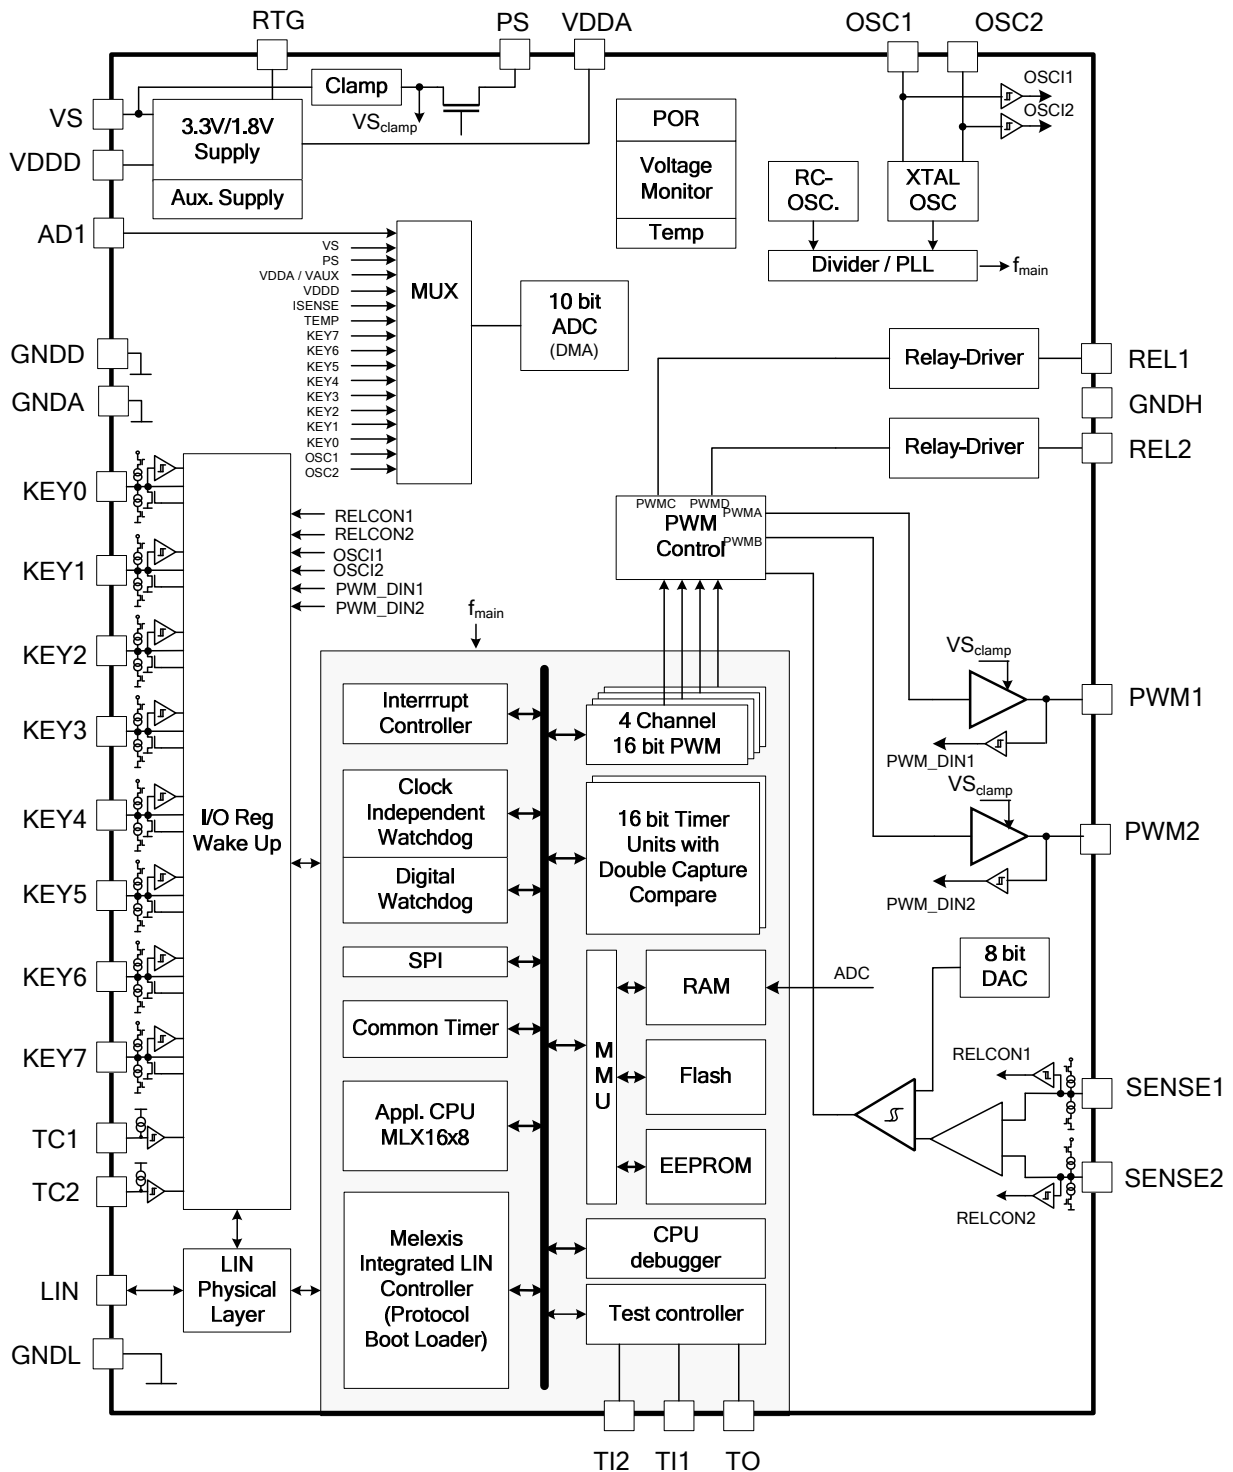 RTG
PS
VDDA
OSC1
OSC2
VS
VDDD
Clamp
VSclamp
3.3V/1.8V
Supply
Aux. Supply
POR
Voltage
Monitor
Temp
OSCI1
OSCI2
RC-
OSC.
XTAL
OSC
Divider / PLL
fmain
AD1
VS
PS
VDDA / VAUX
VDDD
ISENSE
TEMP
KEY7
KEY6
KEY5
KEY4
KEY3
KEY2
KEY1
KEY0
OSC1
OSC2
MUX
10 bit
ADC
(DMA)
GNDD
GNDA
Relay-Driver
REL1
GNDH
Relay-Driver
REL2
KEY0
KEY1
KEY2
KEY3
KEY4
KEY5
KEY6
KEY7
TC1
TC2
LIN
GNDL
I/O Reg
Wake Up
RELCON1
RELCON2
OSCI1
OSCI2
PWM_DIN1
PWM_DIN2
fmain
PWMC
PWMD
PWMA
PWMB
PWM
Control
VSclamp
PWM1
PWM_DIN1
VSclamp
PWM2
PWM_DIN2
Interrrupt
Controller
4 Channel
16 bit PWM
Clock
Independent
Watchdog
Digital
Watchdog
16 bit Timer
Units with
Double Capture
Compare
SPI
Common Timer
Appl. CPU
MLX16x8
M
M
U
RAM
Flash
EEPROM
ADC
8 bit
DAC
RELCON1
SENSE1
SENSE2
RELCON2
LIN
Physical
Layer
Melexis
Integrated LIN
Controller
(Protocol
Boot Loader)
CPU
debugger
Test controller
TI2
TI1
TO